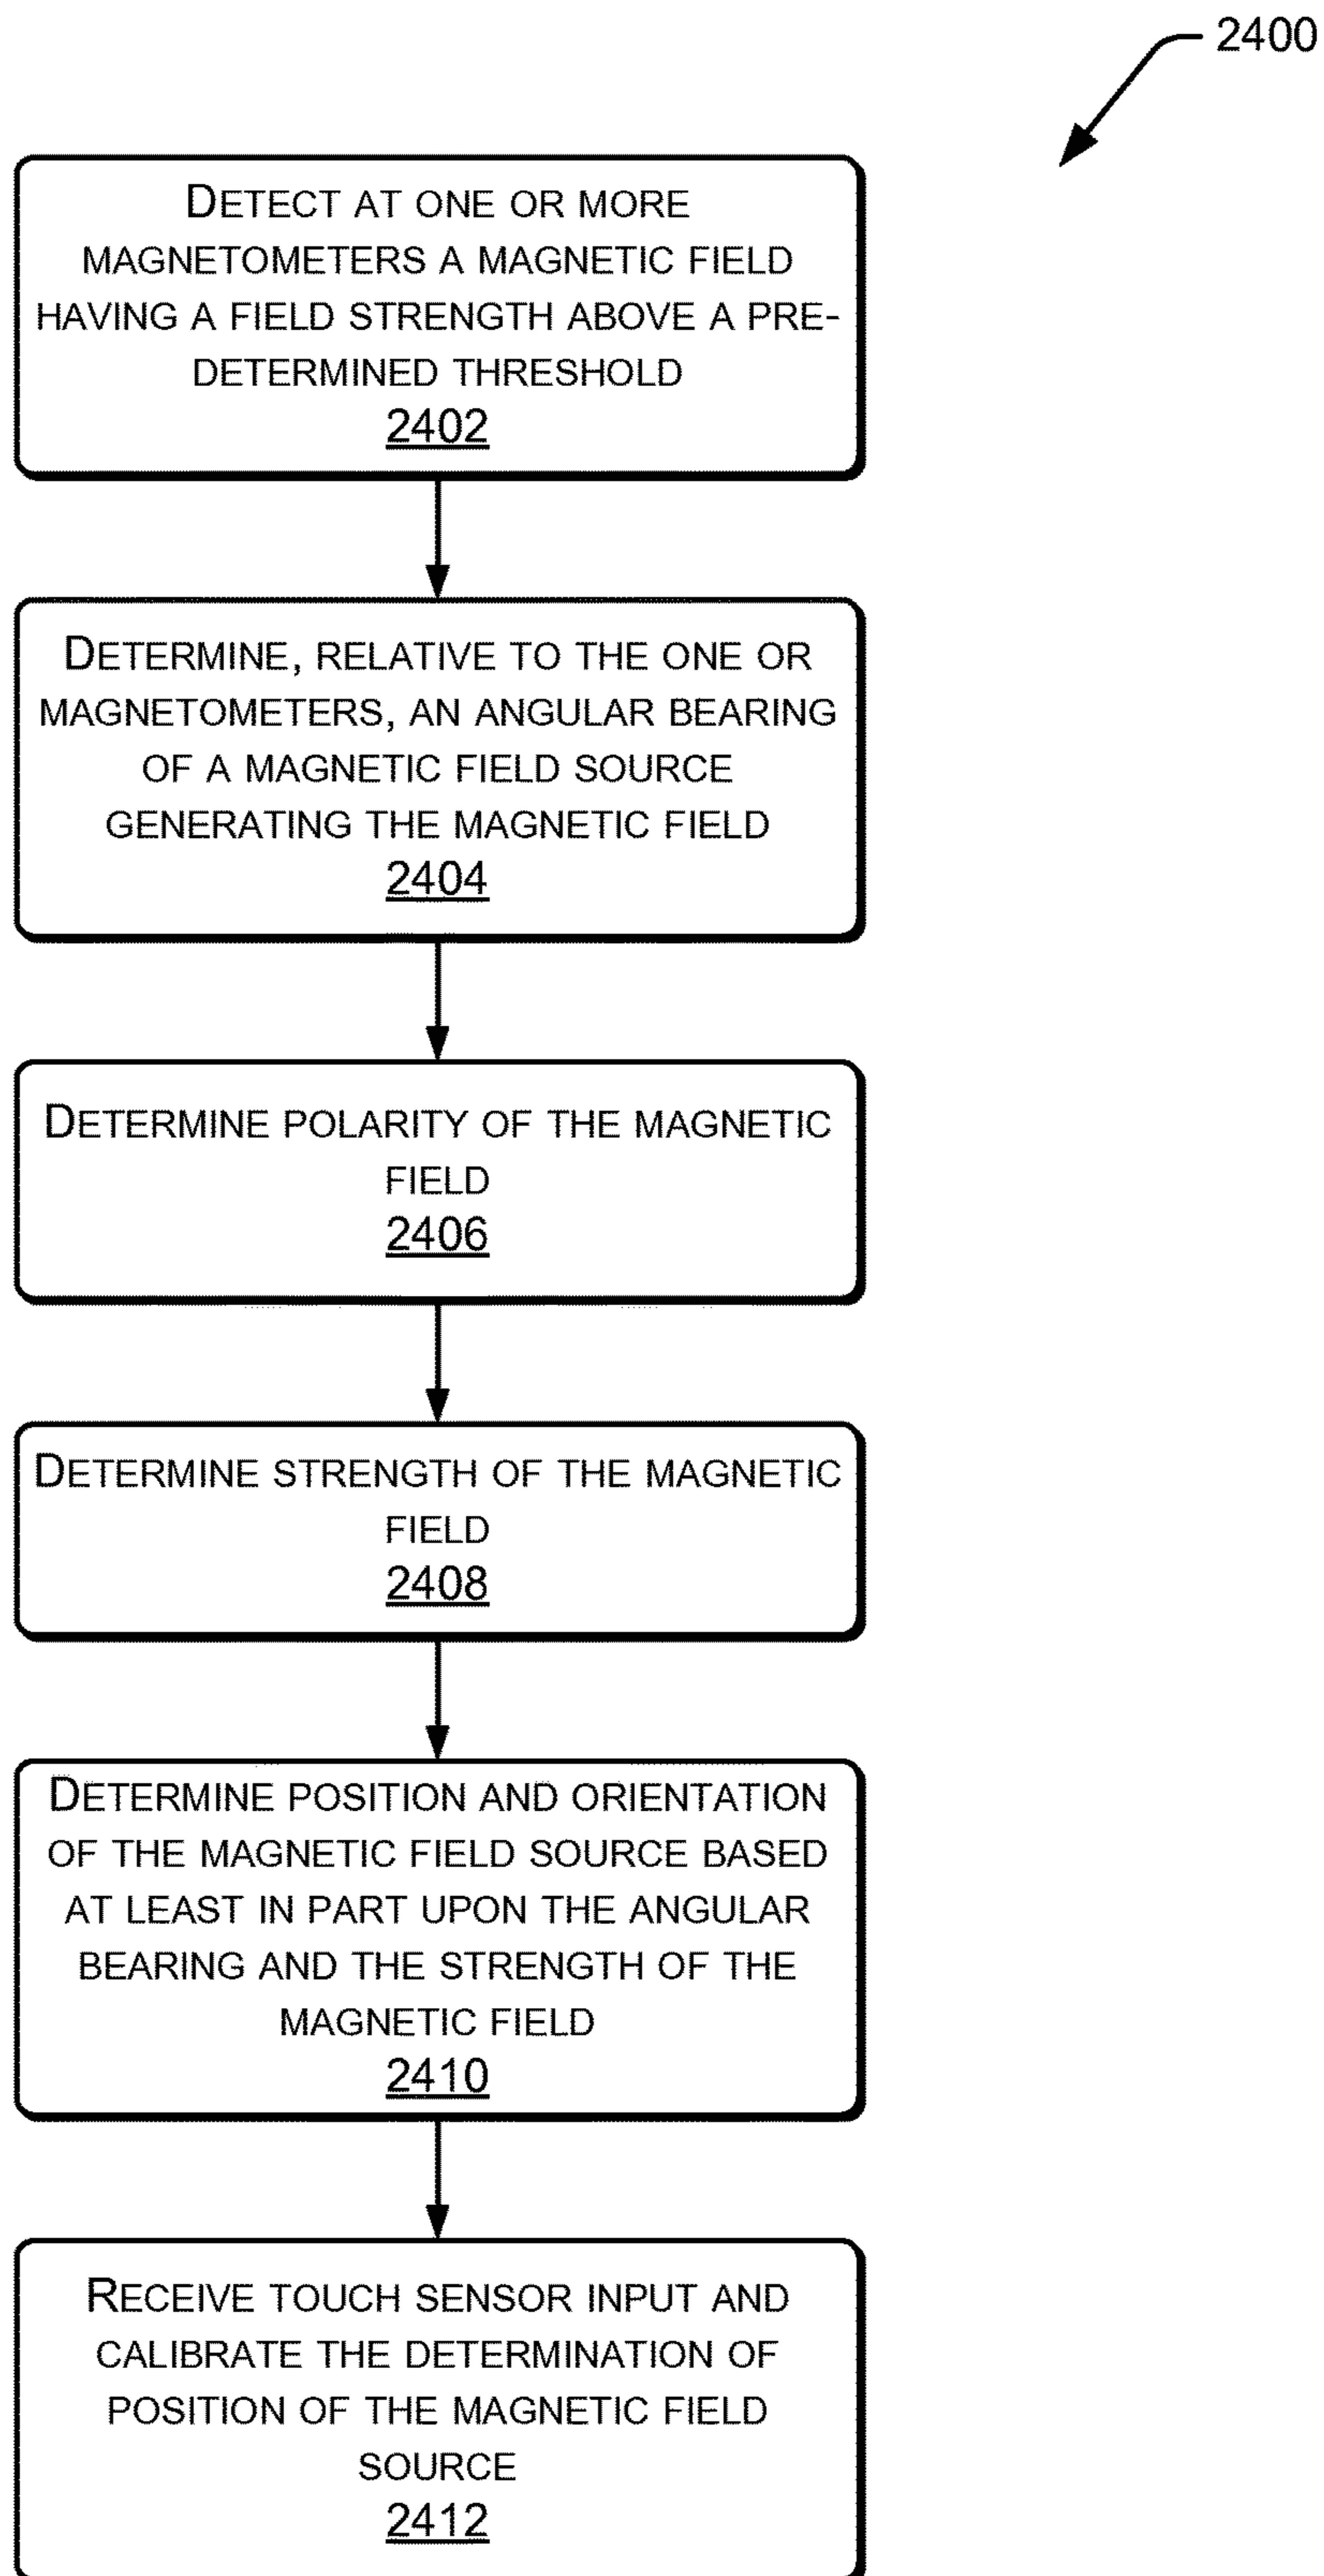 2400
DETECT AT ONE OR MORE
MAGNETOMETERS A MAGNETIC FIELD
HAVING A FIELD STRENGTH ABOVE A PRE-
DETERMINED THRESHOLD
2402
DETERMINE, RELATIVE TO THE ONE OR
MAGNETOMETERS, AN ANGULAR BEARING
OF A MAGNETIC FIELD SOURCE
GENERATING THE MAGNETIC FIELD
2404
DETERMINE POLARITY OF THE MAGNETIC
FIELD
2406
DETERMINE STRENGTH OF THE MAGNETIC
FIELD
2408
DETERMINE POSITION AND ORIENTATION
OF THE MAGNETIC FIELD SOURCE BASED
AT LEAST IN PART UPON THE ANGULAR
BEARING AND THE STRENGTH OF THE
MAGNETIC FIELD
2410
RECEIVE TOUCH SENSOR INPUT AND
CALIBRATE THE DETERMINATION OF
POSITION OF THE MAGNETIC FIELD
SOURCE
2412